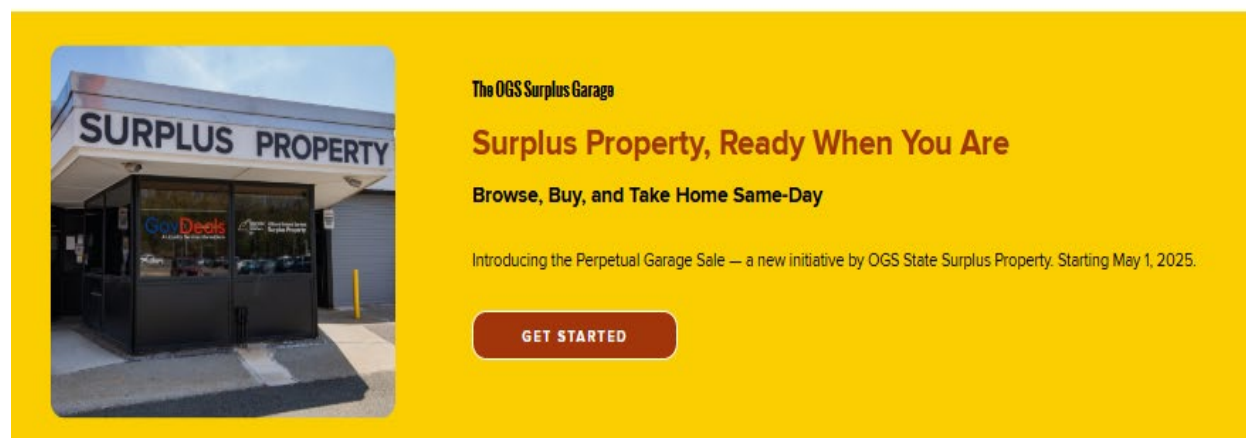 SURPLUS PROPERTY
GovDeals
Surplus Property
The OGS Surplus Garage
Surplus Property, Ready When You Are
Browse, Buy, and Take Home Same-Day
Introducing the Perpetual Garage Sale — a new initiative by OGS State Surplus Property. Starting May 1, 2025.
GET STARTED